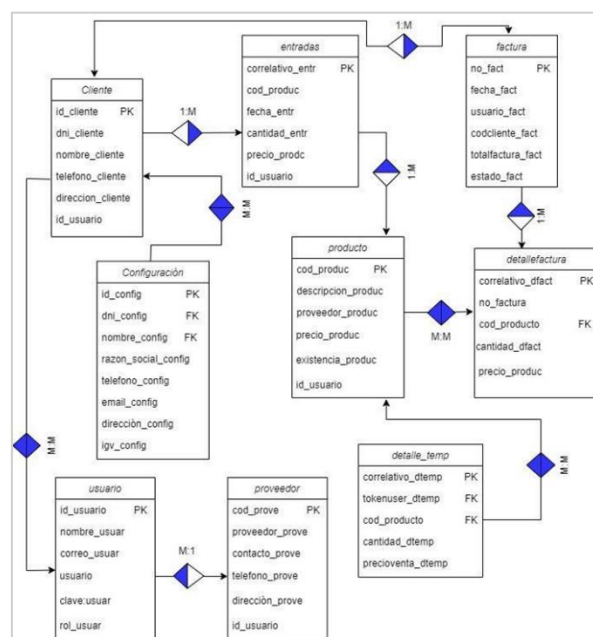 1:M
Cliente
id_cliente PK
dni_cliente
nombre_cliente
telefono_cliente
direccion_cliente
id_usuario
1:M
entradas
correlativo_entr PK
cod_produc
fecha_entr
cantidad_entr
precio_prodc
id_usuario
factura
no_fact PK
fecha_fact
usuario_fact
codcliente_fact
totalfactura_fact
estado_fact
M:M
1:M
1:M
Configuraciòn
id_config PK
dni_config FK
nombre_config FK
razon_social_config
telefono_config
email_config
direcciòn_config
igv_config
producto
cod_produc PK
descripcion_produc
proveedor_produc
precio_produc
existencia_produc
id_usuario
M:M
detallefactura
correlativo_dfact PK
no_factura
cod_producto FK
cantidad_dfact
precio_produc
M:M
usuario
id_usuario PK
nombre_usuar
correo_usuar
usuario
clave:usuar
rol_usuar
M:1
proveedor
cod_prove PK
proveedor_prove
contacto_prove
telefono_prove
direcciòn_prove
id_usuario
detalle_temp
correlativo_dtemp PK
tokenuser_dtemp FK
cod_producto FK
cantidad_dtemp
precioventa_dtemp
M:M